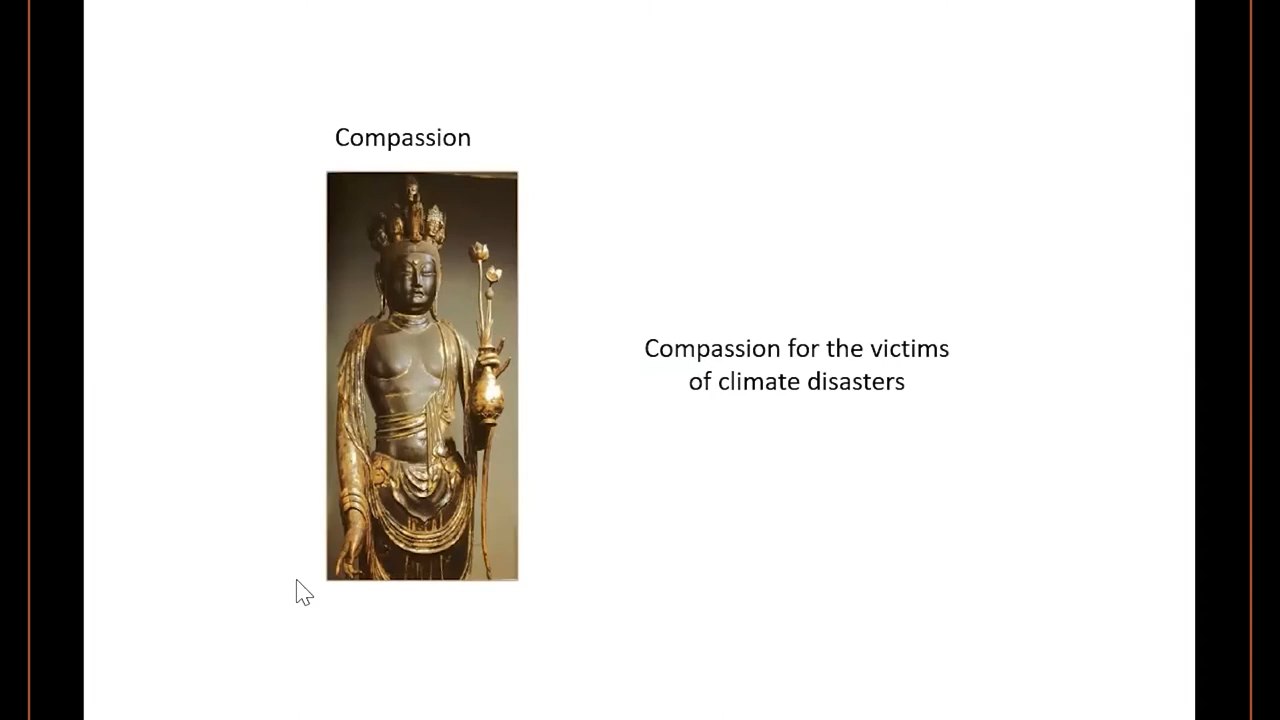 Compassion
Compassion for the victims
of climate disasters